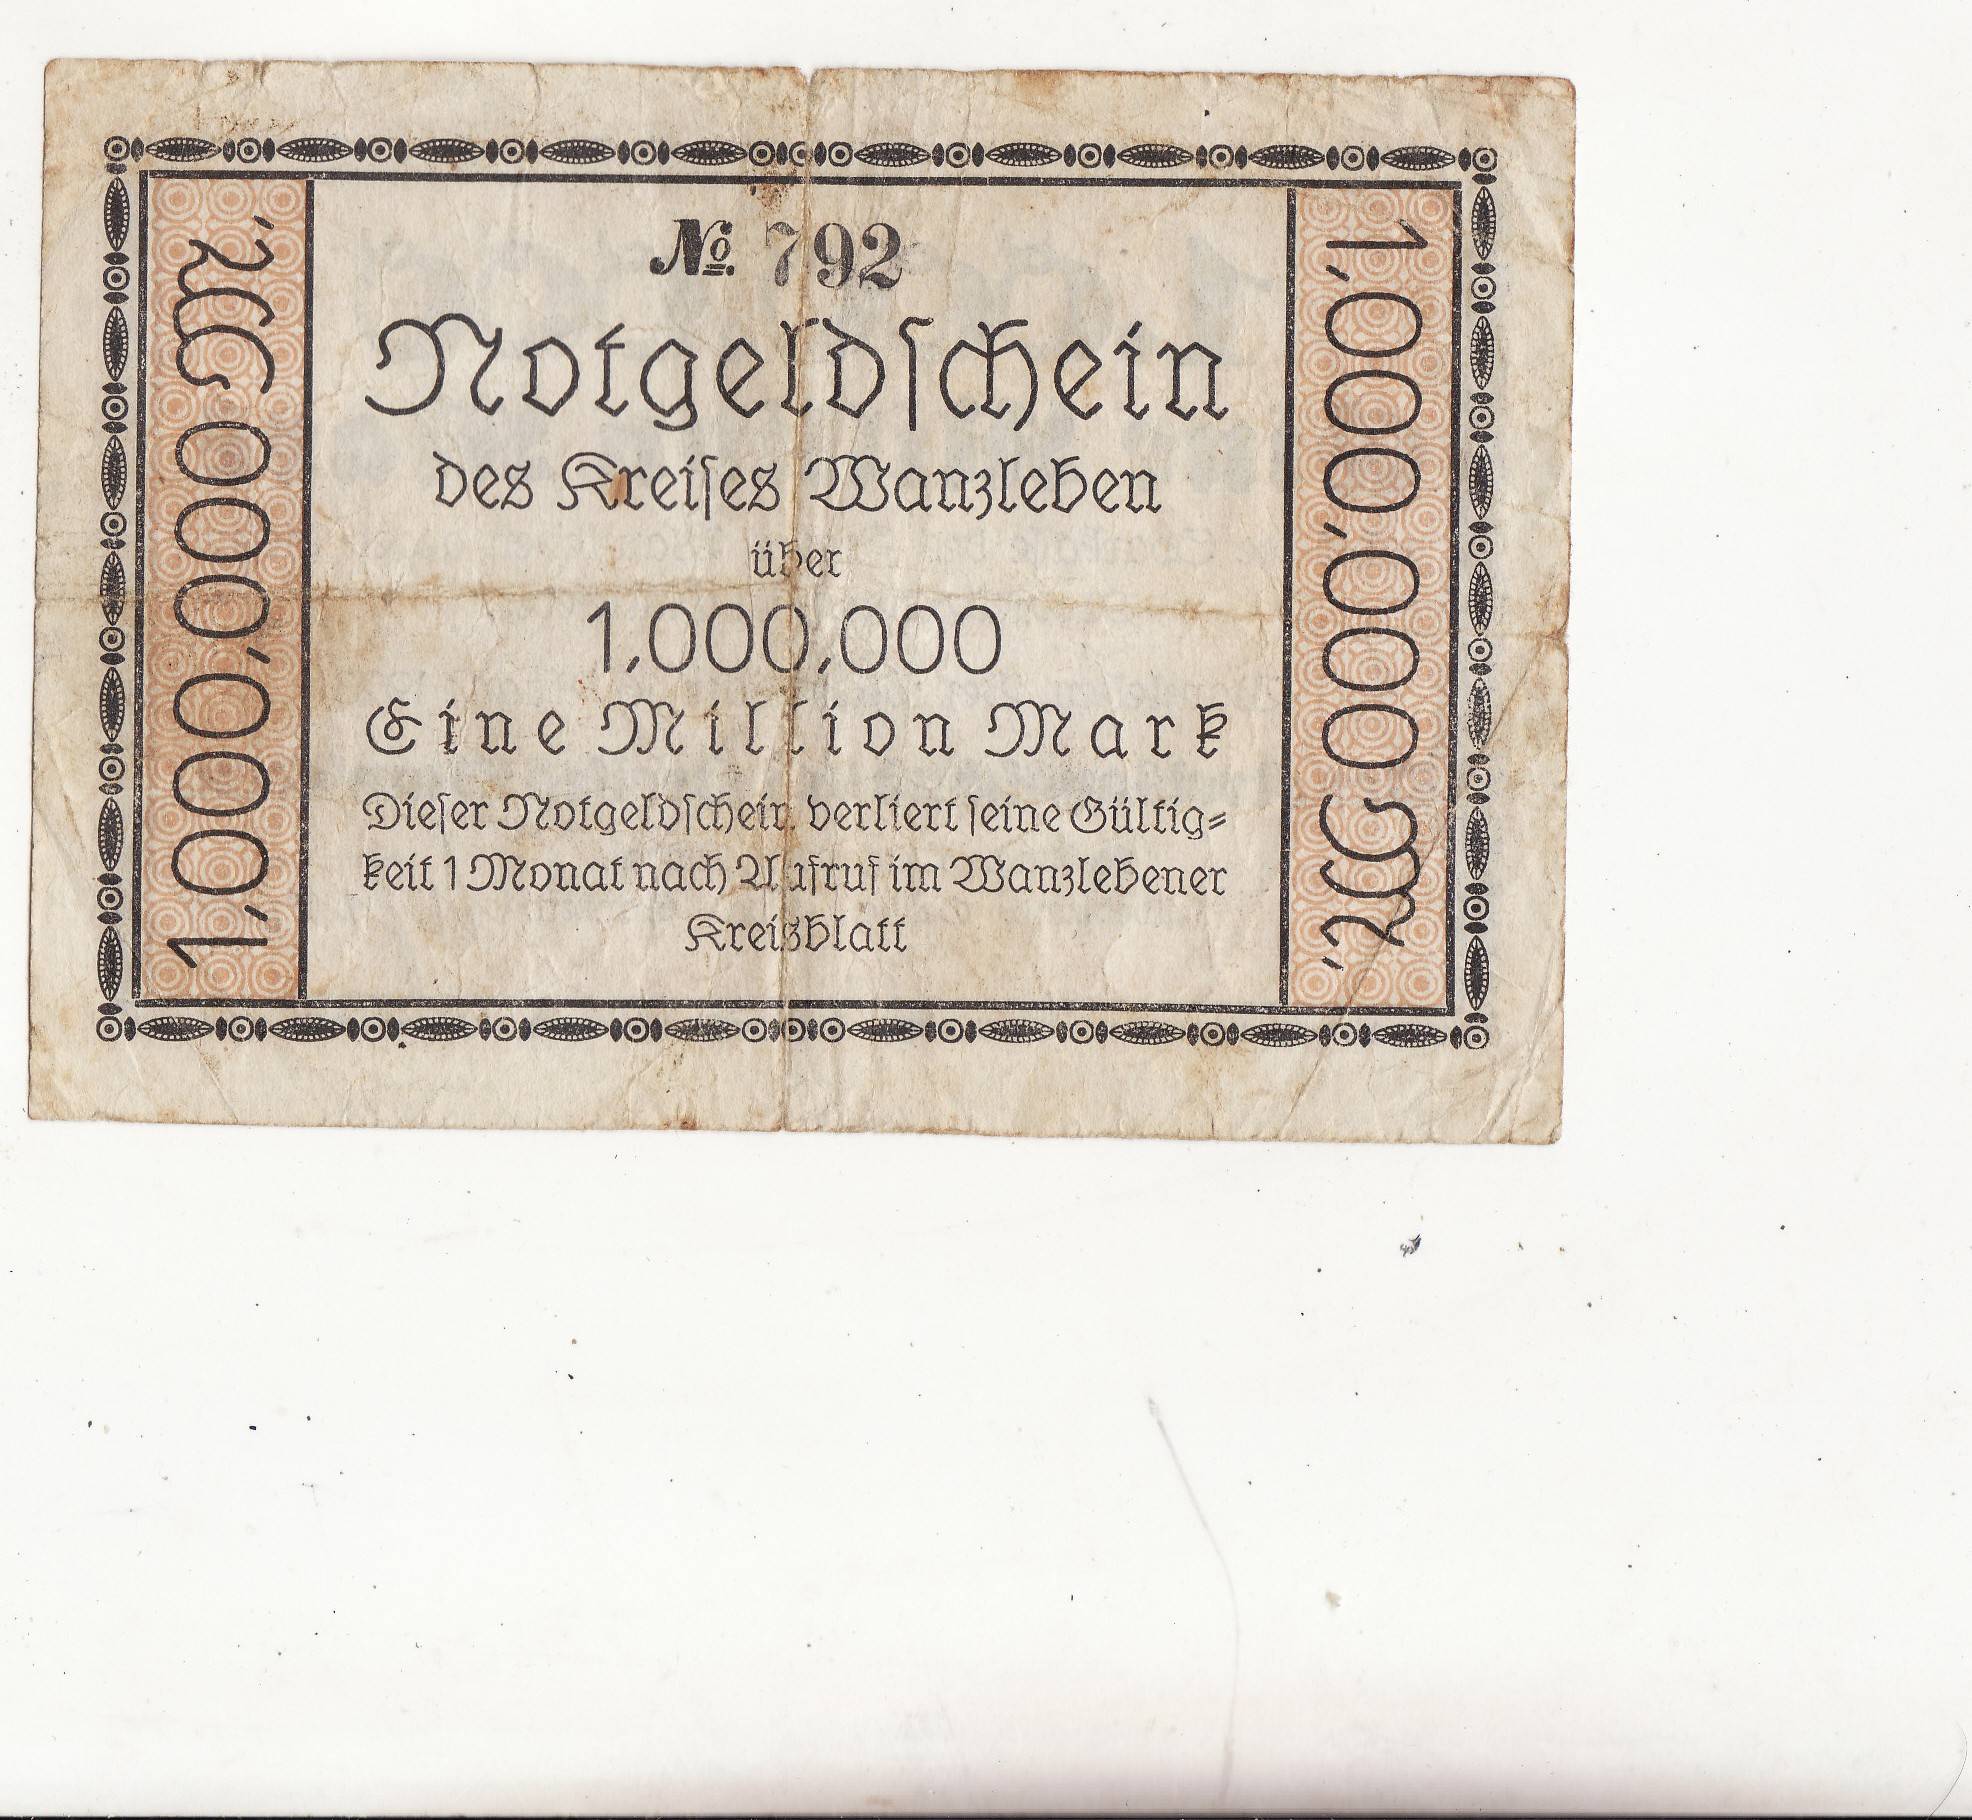 № 792
Notgeldschein
des Kreises Wanzleben
über
1,000,000
Eine Million Mark
Dieser Notgeldschein verliert seine Gültig=
keit 1 Monat nach Aufruf im Wanzlebener
Kreisblatt
1,000,000 M.
1,000,000 M.